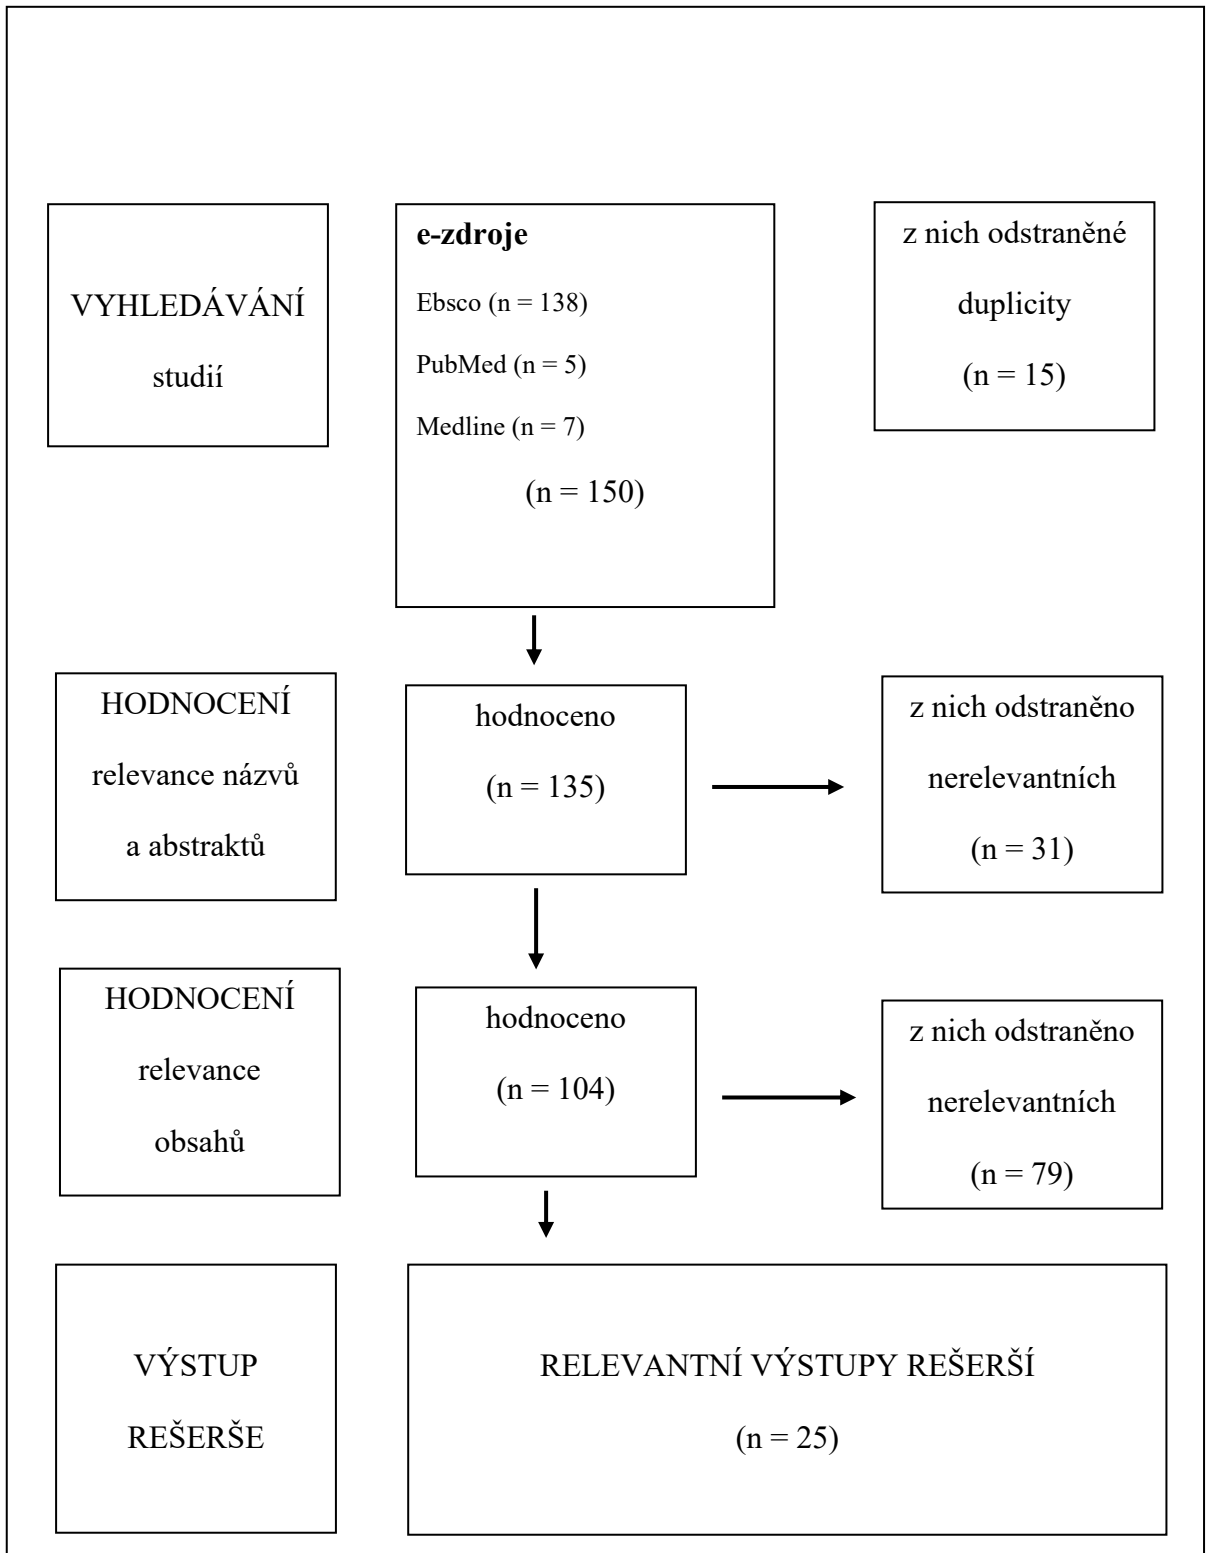 VYHLEDÁVÁNÍ
studií
e-zdroje
Ebsco (n = 138)
PubMed (n = 5)
Medline (n = 7)
(n = 150)
z nich odstraněné
duplicity
(n = 15)
HODNOCENÍ
relevance názvů
a abstraktů
hodnoceno
(n = 135)
z nich odstraněno
nerelevantních
(n = 31)
HODNOCENÍ
relevance
obsahů
hodnoceno
(n = 104)
z nich odstraněno
nerelevantních
(n = 79)
VÝSTUP
REŠERŠE
RELEVANTNÍ VÝSTUPY REŠERŠÍ
(n = 25)